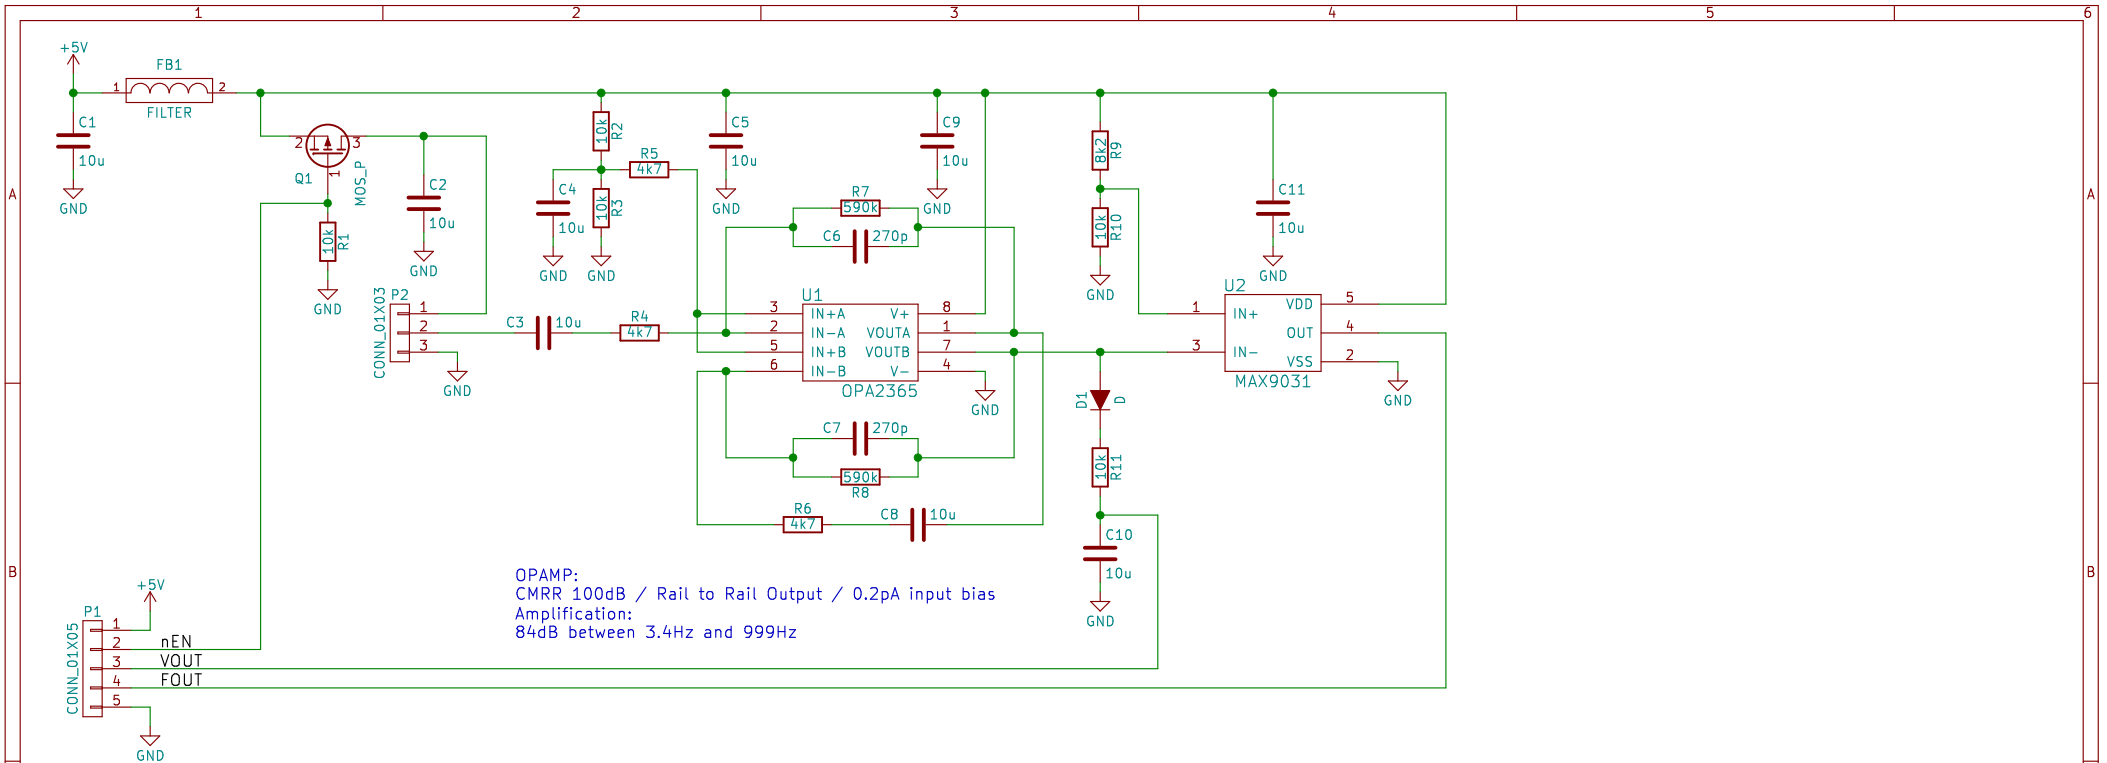 1 2 3 4 5 6
A A
B B
+5V
FB1
1 2
FILTER
C1
10u
GND
2 3
1
Q1
MOS_P
10k
R1
GND
C2
10u
GND
P2
CONN_01X03
1
2
3
GND
C3 10u
R4
4k7
10k
R2
R5
4k7
C4
10u
GND
10k
R3
GND
C5
10u
GND
C9
10u
GND
R7
590k
C6 270p
U1
3 IN+A V+ 8
2 IN-A VOUTA 1
5 IN+B VOUTB 7
6 IN-B V- 4
OPA2365
GND
C7 270p
590k
R8
R6
4k7
C8 10u
8k2
R9
10k
R10
GND
C11
10u
GND
U2
1 IN+ VDD 5
OUT 4
3 IN- VSS 2
MAX9031
GND
D1 D
10k
R11
C10
10u
GND
OPAMP:
CMRR 100dB / Rail to Rail Output / 0.2pA input bias
Amplification:
84dB between 3.4Hz and 999Hz
+5V
P1
CONN_01X05
1
2 nEN
3 VOUT
4 FOUT
5
GND